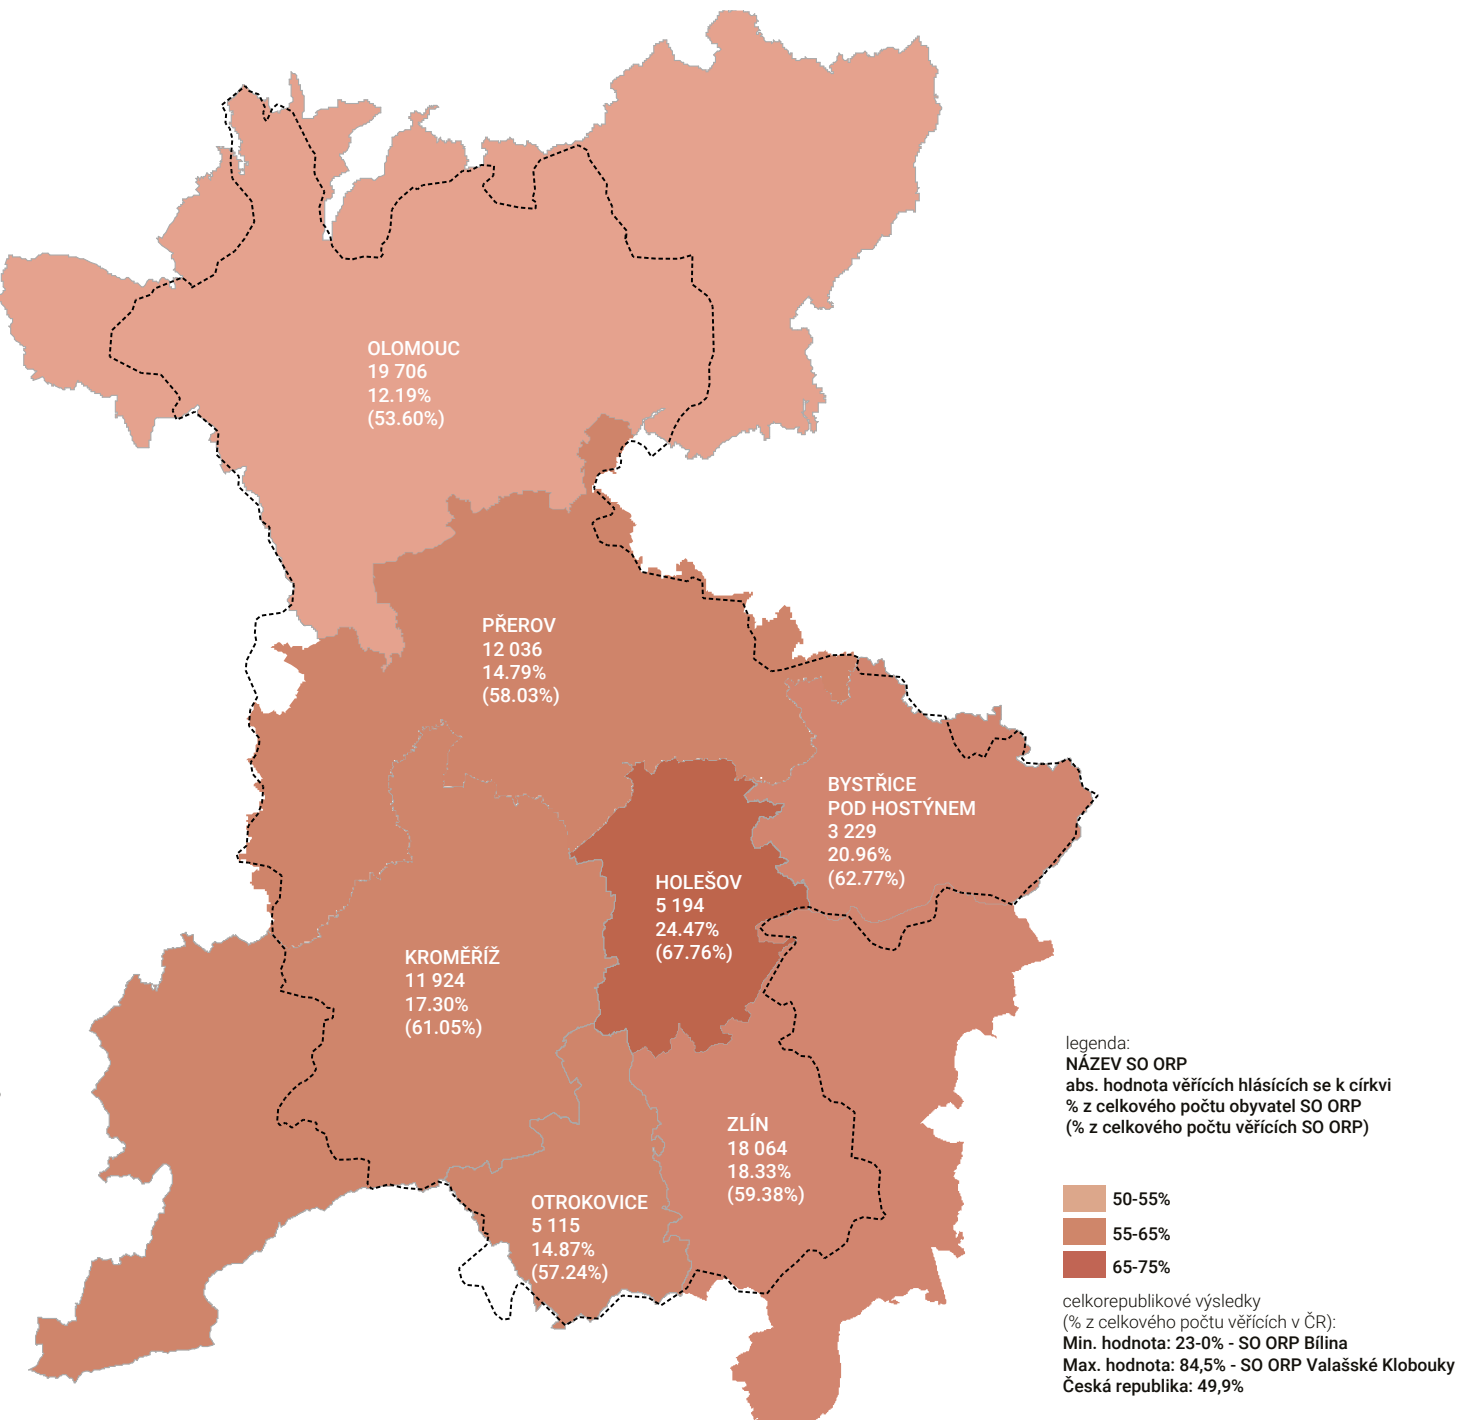 OLOMOUC
19 706
12.19%
(53.60%)
PŘEROV
12 036
14.79%
(58.03%)
BYSTŘICE
POD HOSTÝNEM
3 229
20.96%
(62.77%)
HOLEŠOV
5 194
24.47%
(67.76%)
KROMĚŘÍŽ
11 924
17.30%
(61.05%)
ZLÍN
18 064
18.33%
(59.38%)
OTROKOVICE
5 115
14.87%
(57.24%)
legenda:
NÁZEV SO ORP
abs. hodnota věřících hlásících se k církvi
% z celkového počtu obyvatel SO ORP
(% z celkového počtu věřících SO ORP)
50-55%
55-65%
65-75%
celkorepublikové výsledky
(% z celkového počtu věřících v ČR):
Min. hodnota: 23-0% - SO ORP Bílina
Max. hodnota: 84,5% - SO ORP Valašské Klobouky
Česká republika: 49,9%